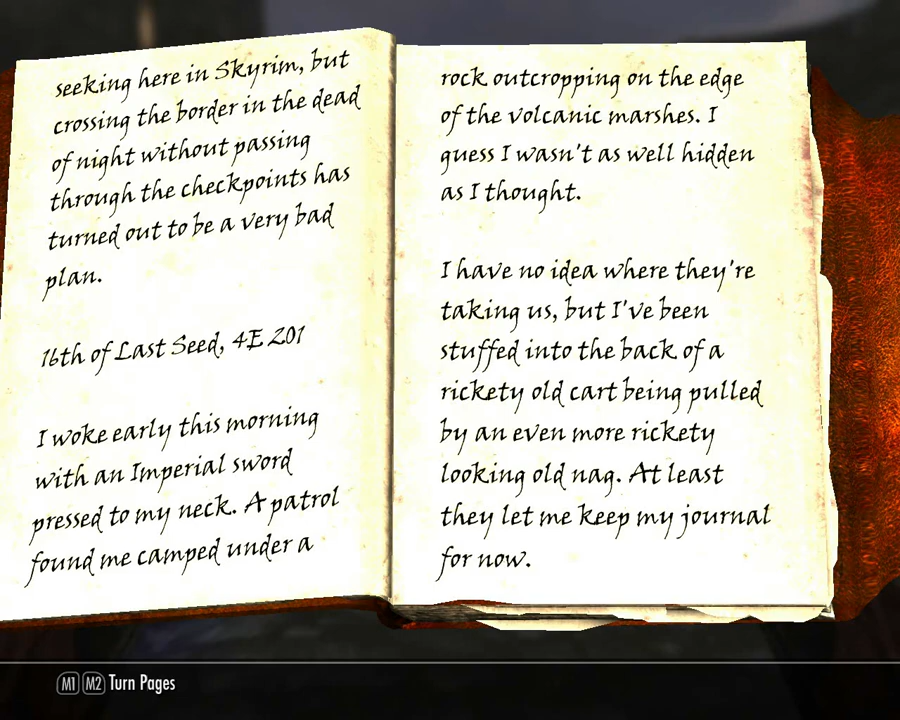 seeking here in Skyrim, but
crossing the border in the dead
of night without passing
through the checkpoints has
turned out to be a very bad
plan.
16th of Last Seed, 4E 201
I woke early this morning
with an Imperial sword
pressed to my neck. A patrol
found me camped under a
rock outcropping on the edge
of the volcanic marshes. I
guess I wasn't as well hidden
as I thought.
I have no idea where they're
taking us, but I've been
stuffed into the back of a
rickety old cart being pulled
by an even more rickety
looking old nag. At least
they let me keep my journal
for now.
M1 M2 Turn Pages